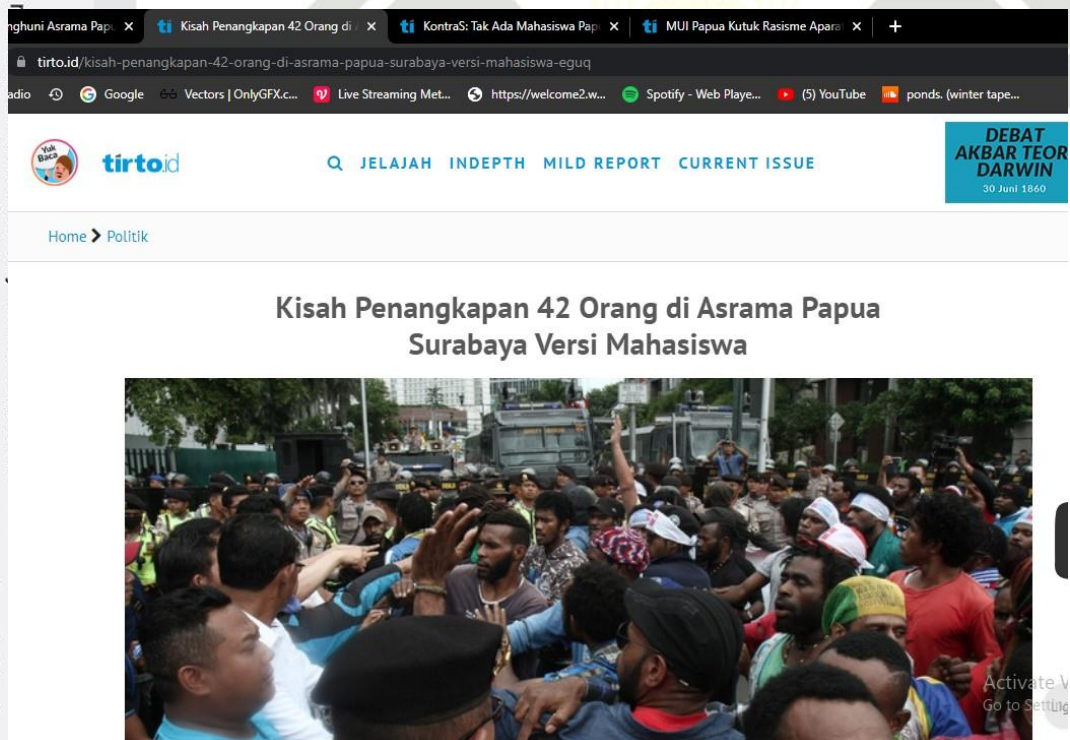 nghuni Asrama Pap
Kisah Penangkapan 42 Orang di
KontraS: Tak Ada Mahasiswa Pap
MUI Papua Kutuk Rasisme Apara
tirto.id/kisah-penangkapan-42-orang-di-asrama-papua-surabaya-versi-mahasiswa-eguq
adio
Google
Vectors | OnlyGFX.c...
Live Streaming Met...
https://welcome2.w...
Spotify - Web Playe...
(5) YouTube
ponds. (winter tape...
Yuk
Baca
tirto.id
JELAJAH INDEPTH MILD REPORT CURRENT ISSUE
DEBAT
AKBAR TEOR
DARWIN
30 Juni 1860
Home > Politik
Kisah Penangkapan 42 Orang di Asrama Papua
Surabaya Versi Mahasiswa
Activate
Go to